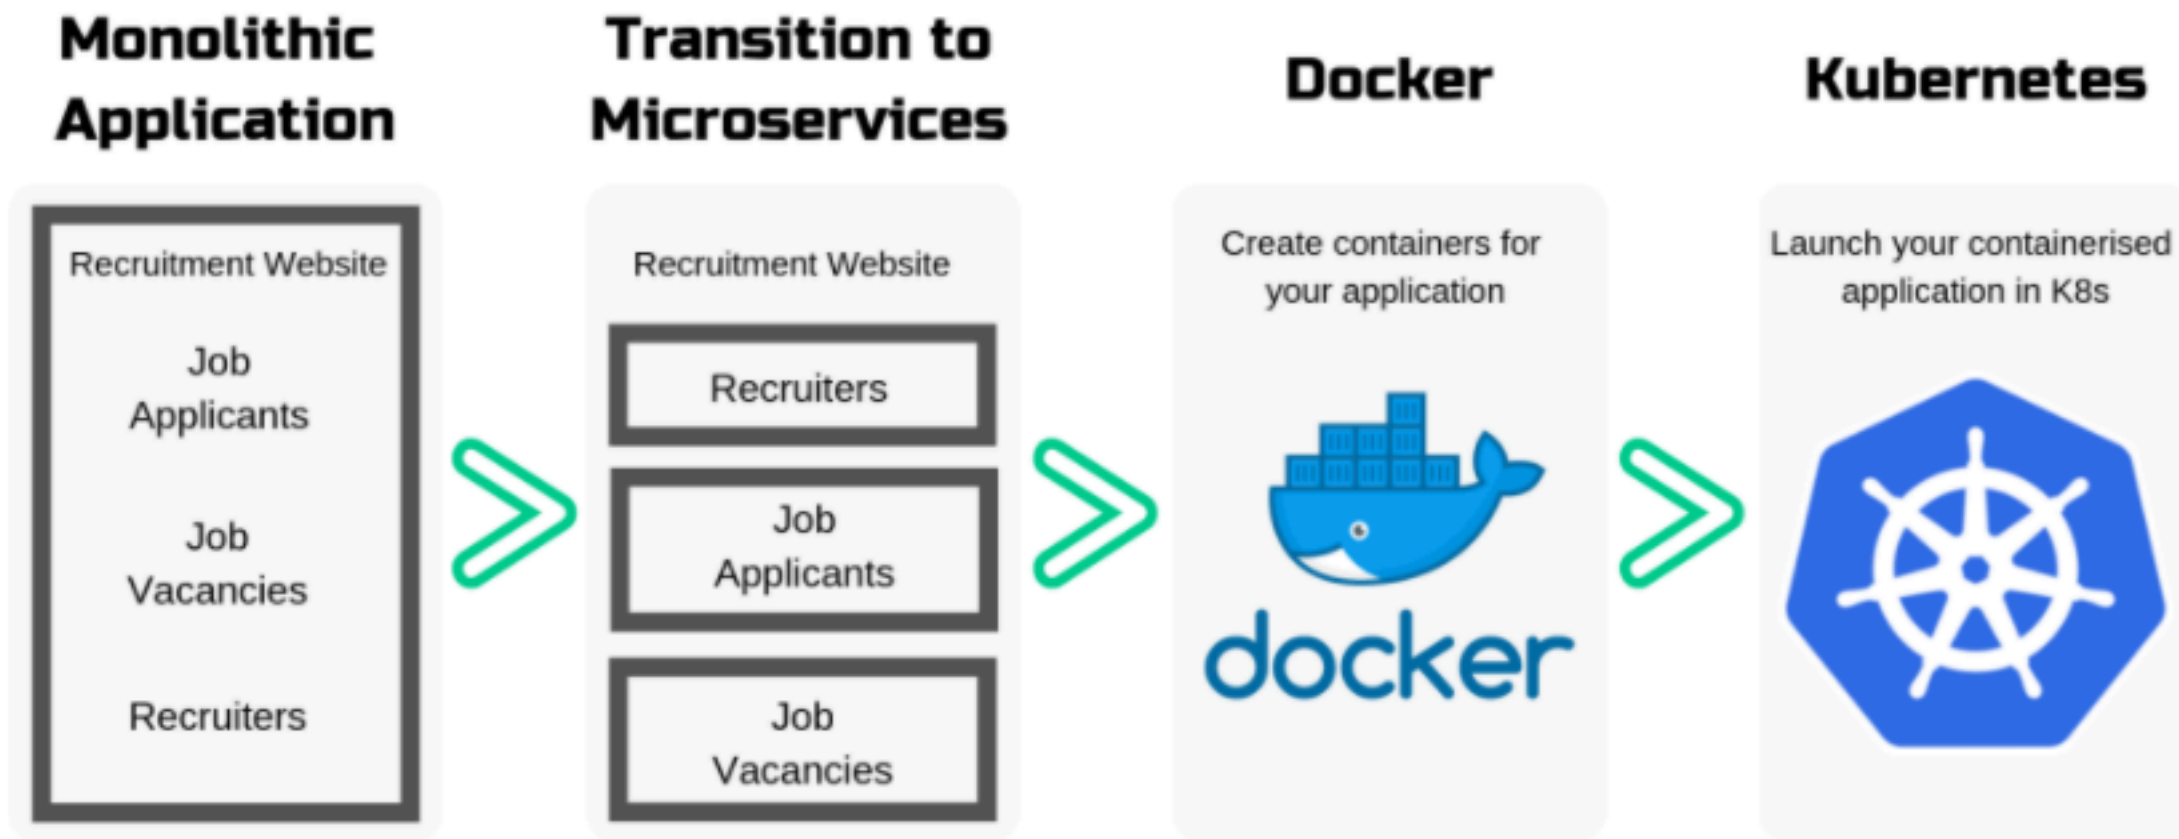 Monolithic
Application
Recruitment Website
Job
Applicants
Job
Vacancies
Recruiters
Transition to
Microservices
Recruitment Website
Recruiters
Job
Applicants
Job
Vacancies
Docker
Create containers for
your application
docker
Kubernetes
Launch your containerised
application in K8s